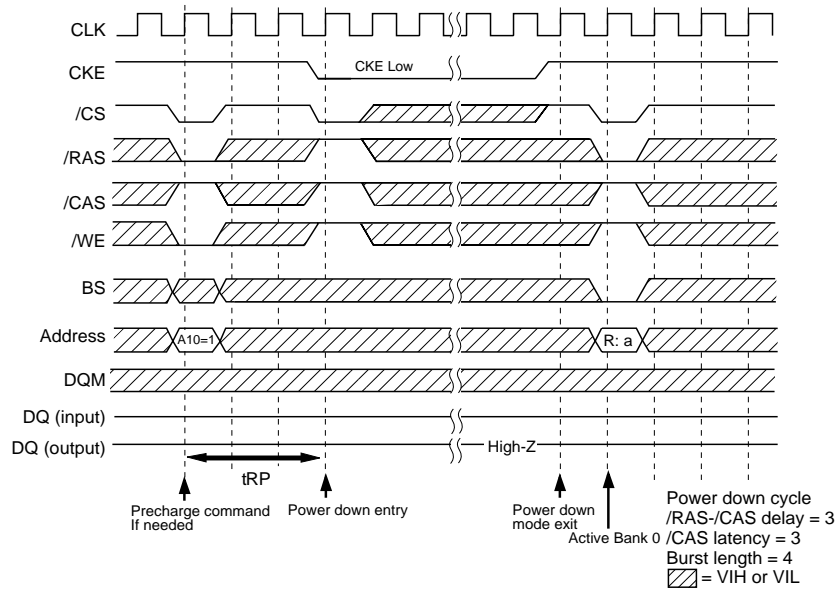 CLK
CKE
CKE Low
/CS
/RAS
/CAS
/WE
BS
Address
A10=1
R: a
DQM
DQ (input)
DQ (output)
High-Z
tRP
Precharge command
If needed
Power down entry
Power down
mode exit
Active Bank 0
Power down cycle
/RAS-/CAS delay = 3
/CAS latency = 3
Burst length = 4
= VIH or VIL